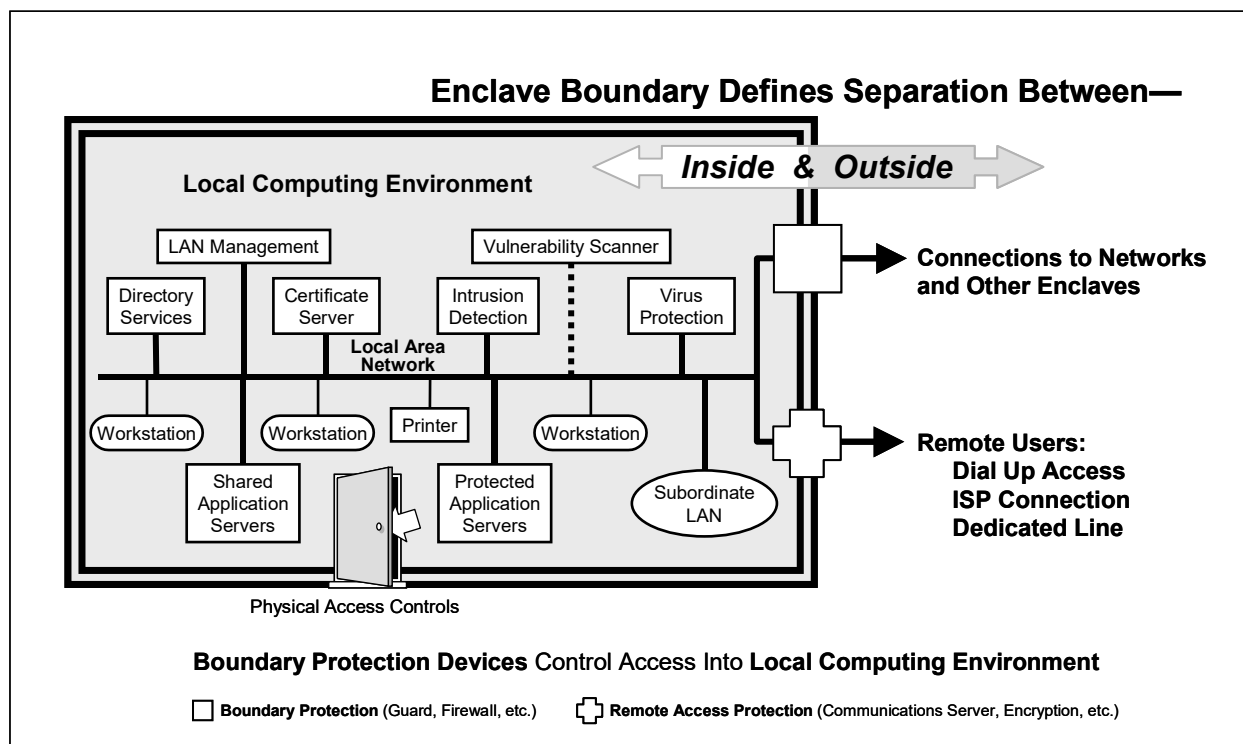 Enclave Boundary Defines Separation Between—
Inside & Outside
Local Computing Environment
LAN Management
Vulnerability Scanner
Directory
Services
Certificate
Server
Intrusion
Detection
Virus
Protection
Connections to Networks
and Other Enclaves
Local Area
Network
Workstation
Workstation
Printer
Workstation
Remote Users:
Dial Up Access
ISP Connection
Dedicated Line
Shared
Application
Servers
Protected
Application
Servers
Subordinate
LAN
Physical Access Controls
Boundary Protection Devices Control Access Into Local Computing Environment
Boundary Protection (Guard, Firewall, etc.)
Remote Access Protection (Communications Server, Encryption, etc.)